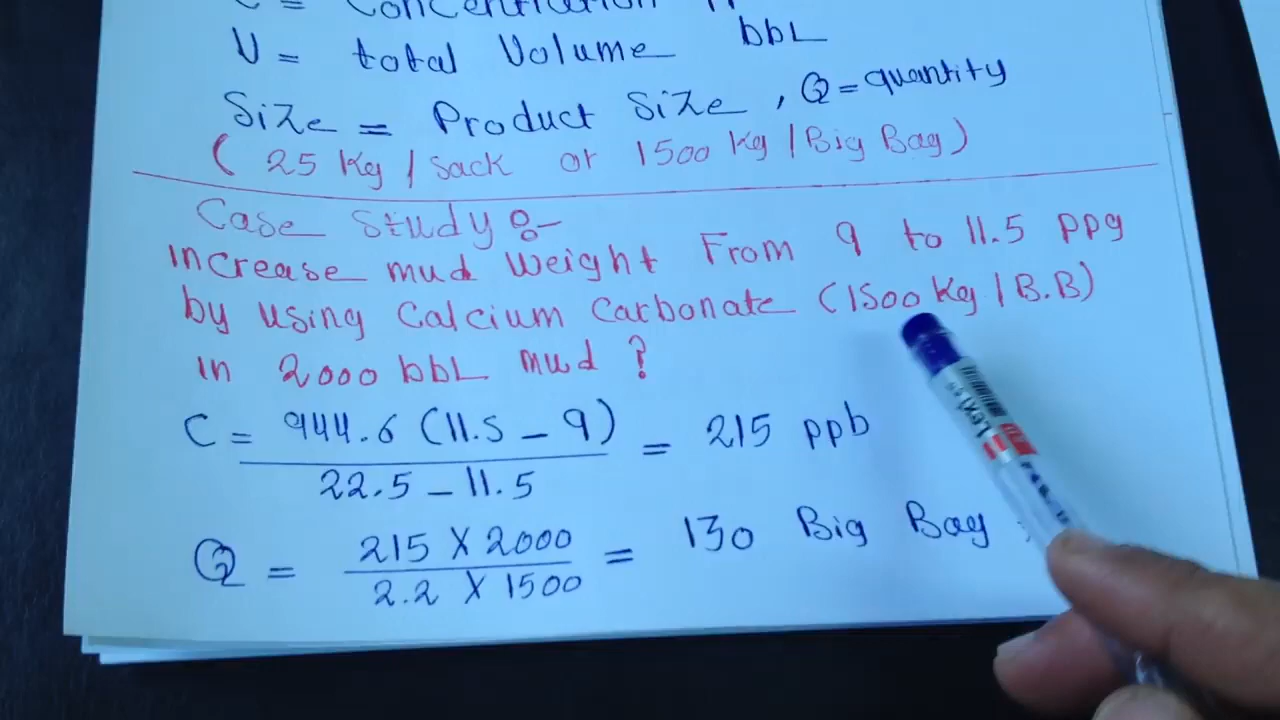 C = Concentration
V = total Volume bbL
Size = Product Size, Q = quantity
( 25 Kg / Sack or 1500 Kg / Big Bag )
Case Study :-
increase mud weight From 9 to 11.5 ppg
by using Calcium Carbonate (1500 Kg / B.B)
in 2000 bbL mud ?
C = 944.6 (11.5 - 9) / 22.5 - 11.5 = 215 ppb
Q = 215 X 2000 / 2.2 X 1500 = 130 Big Bag